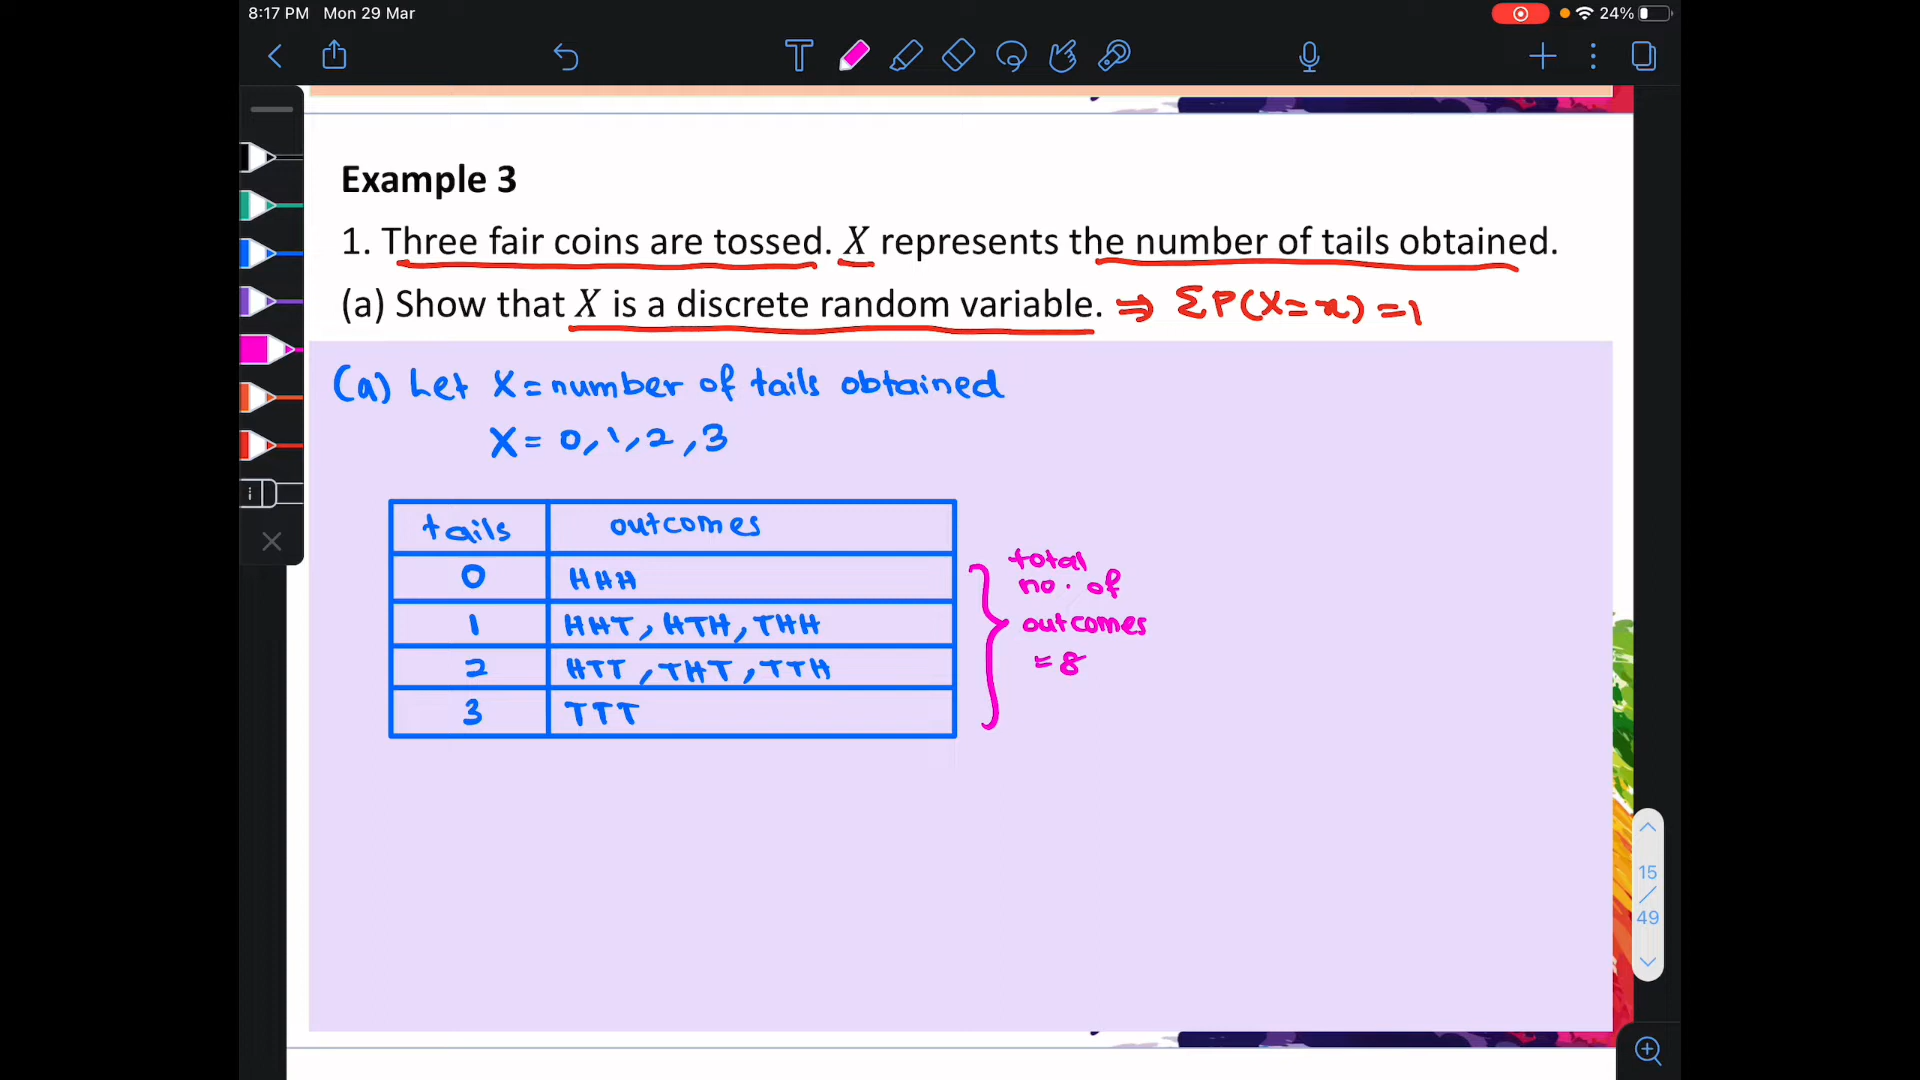 8:17 PM Mon 29 Mar
24%
T
Example 3
1. Three fair coins are tossed. X represents the number of tails obtained.
(a) Show that X is a discrete random variable. ⇒ ΣP(X=x)=1
(a) Let X = number of tails obtained
X = 0, 1, 2, 3
tails outcomes
0 HHH
1 HHT, HTH, THH
2 HTT, THT, TTH
3 TTT
total
no. of
outcomes
= 8
15
49